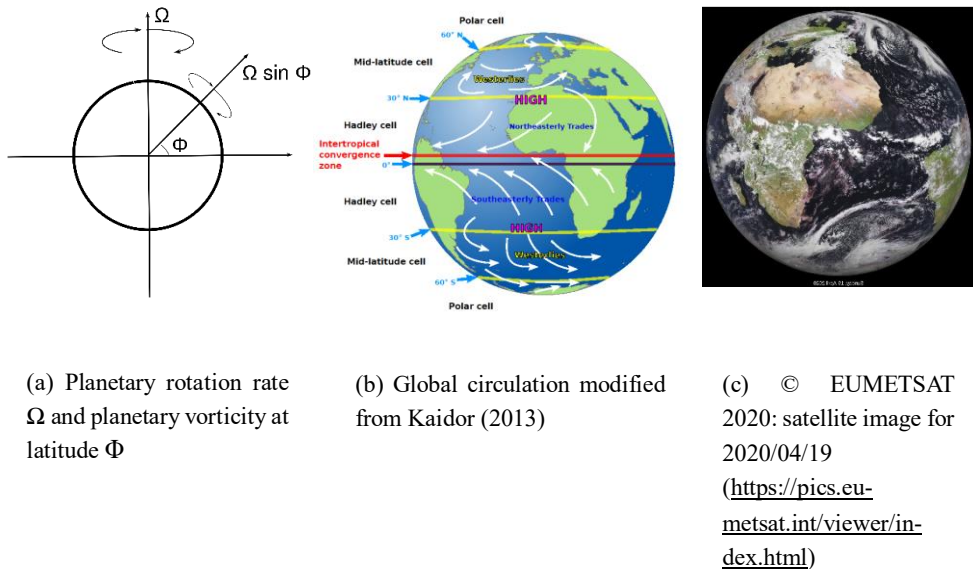 Ω
Ω sin Φ
Φ
Polar cell
60° N
Mid-latitude cell
Westerlies
30° N
HIGH
Hadley cell
Northeasterly Trades
Intertropical
convergence
zone
0°
Hadley cell
Southeasterly Trades
30° S
HIGH
Mid-latitude cell
Westerlies
60° S
Polar cell
(a) Planetary rotation rate
Ω and planetary vorticity at
latitude Φ
(b) Global circulation modified
from Kaidor (2013)
(c) © EUMETSAT
2020: satellite image for
2020/04/19
(https://pics.eu-
metsat.int/viewer/in-
dex.html)